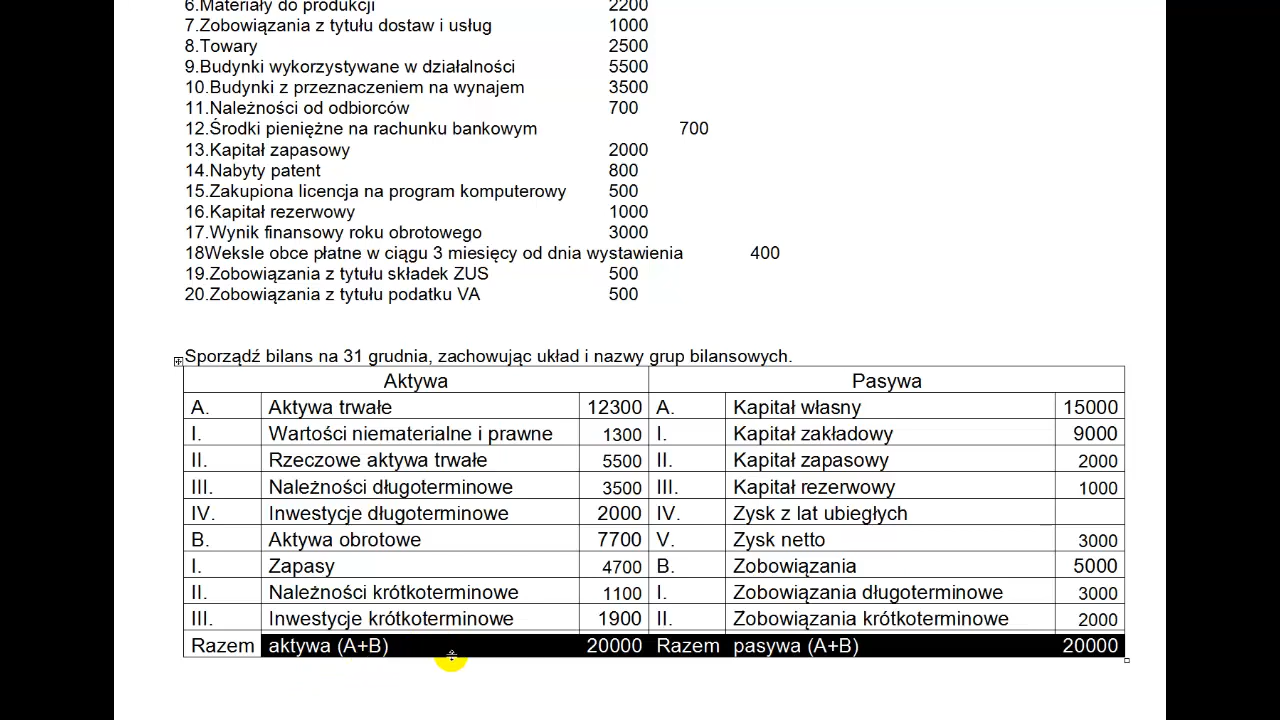 6.Materiały do produkcji 2200
7.Zobowiązania z tytułu dostaw i usług 1000
8.Towary 2500
9.Budynki wykorzystywane w działalności 5500
10.Budynki z przeznaczeniem na wynajem 3500
11.Należności od odbiorców 700
12.Środki pieniężne na rachunku bankowym 700
13.Kapitał zapasowy 2000
14.Nabyty patent 800
15.Zakupiona licencja na program komputerowy 500
16.Kapitał rezerwowy 1000
17.Wynik finansowy roku obrotowego 3000
18Weksle obce płatne w ciągu 3 miesięcy od dnia wystawienia 400
19.Zobowiązania z tytułu składek ZUS 500
20.Zobowiązania z tytułu podatku VA 500
Sporządź bilans na 31 grudnia, zachowując układ i nazwy grup bilansowych.
Aktywa Pasywa
A. Aktywa trwałe 12300 A. Kapitał własny 15000
I. Wartości niematerialne i prawne 1300 I. Kapitał zakładowy 9000
II. Rzeczowe aktywa trwałe 5500 II. Kapitał zapasowy 2000
III. Należności długoterminowe 3500 III. Kapitał rezerwowy 1000
IV. Inwestycje długoterminowe 2000 IV. Zysk z lat ubiegłych
B. Aktywa obrotowe 7700 V. Zysk netto 3000
I. Zapasy 4700 B. Zobowiązania 5000
II. Należności krótkoterminowe 1100 I. Zobowiązania długoterminowe 3000
III. Inwestycje krótkoterminowe 1900 II. Zobowiązania krótkoterminowe 2000
Razem aktywa (A+B) 20000 Razem pasywa (A+B) 20000